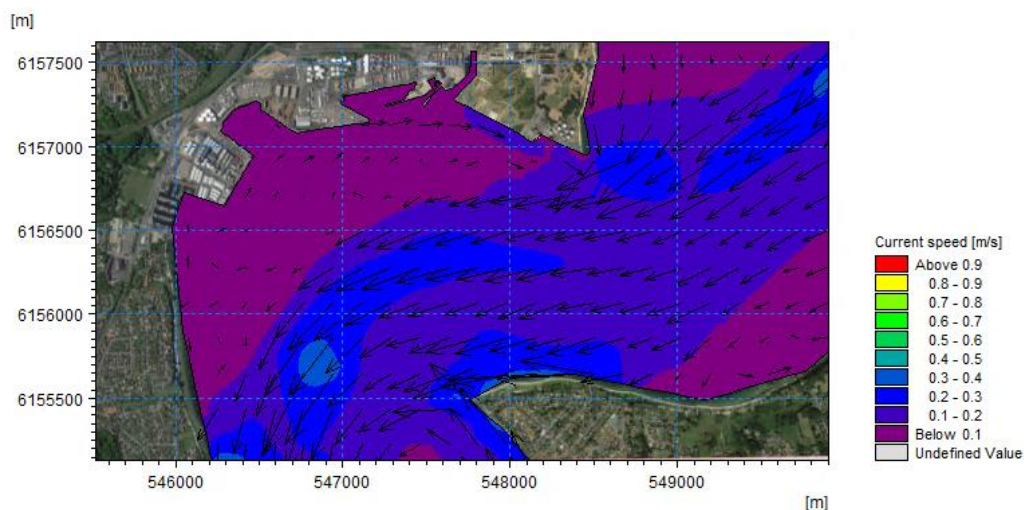 [m]
6157500
6157000
6156500
6156000
6155500
546000 547000 548000 549000
[m]
Current speed [m/s]
Above 0.9
0.8 - 0.9
0.7 - 0.8
0.6 - 0.7
0.5 - 0.6
0.4 - 0.5
0.3 - 0.4
0.2 - 0.3
0.1 - 0.2
Below 0.1
Undefined Value